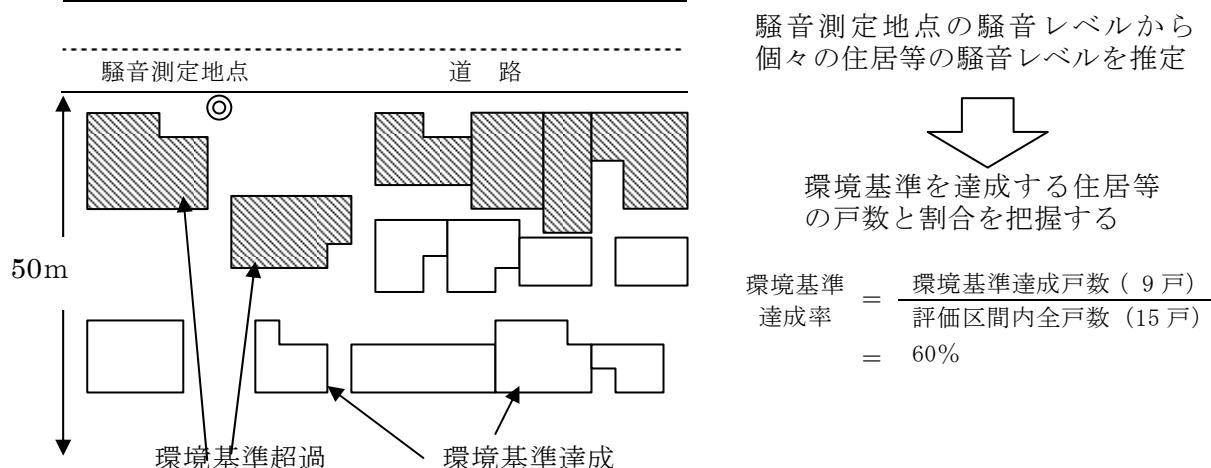 騒音測定地点
道 路
50m
環境基準超過
環境基準達成
騒音測定地点の騒音レベルから
個々の住居等の騒音レベルを推定
環境基準を達成する住居等
の戸数と割合を把握する
環境基準
達成率
=
環境基準達成戸数( 9戸)
評価区間内全戸数 (15戸)
= 60%